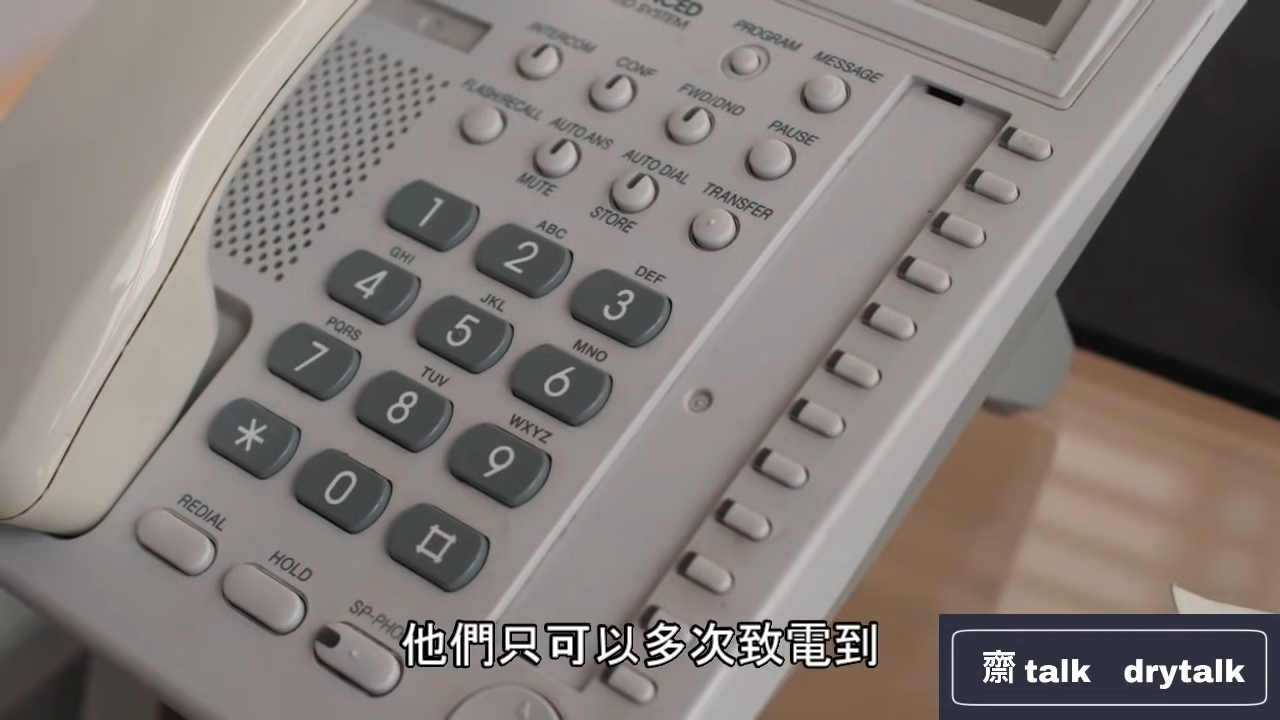 INTERCOM
CONF
PROGRAM
MESSAGE
FLASH/RECALL
AUTO ANS
FWD/DND
PAUSE
MUTE
AUTO DIAL
STORE
TRANSFER
1
ABC
2
DEF
3
GHI
4
JKL
5
MNO
6
PQRS
7
TUV
8
WXYZ
9
*
0
REDIAL
HOLD
他們只可以多次致電到
齋 talk drytalk